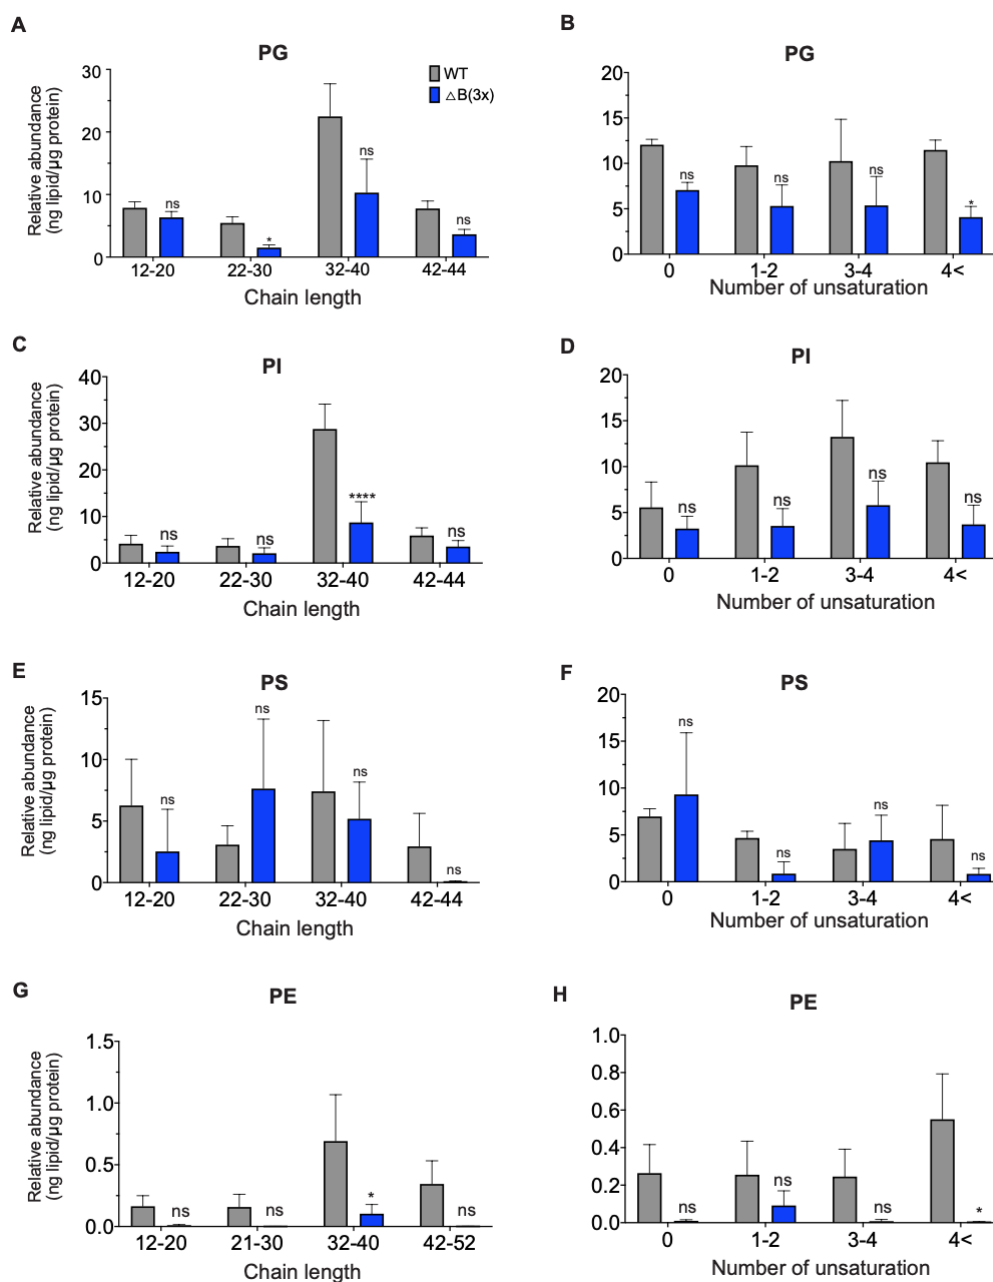 A
PG
WT
△B(3x)
Relative abundance
(ng lipid/µg protein)
30
20
10
0
ns
*
ns
ns
12-20 22-30 32-40 42-44
Chain length
B
PG
20
15
10
5
0
ns
ns
ns
*
0 1-2 3-4 4<
Number of unsaturation
C
PI
Relative abundance
(ng lipid/µg protein)
40
30
20
10
0
ns
ns
****
ns
12-20 22-30 32-40 42-44
Chain length
D
PI
20
15
10
5
0
ns
ns
ns
ns
0 1-2 3-4 4<
Number of unsaturation
E
PS
Relative abundance
(ng lipid/µg protein)
15
10
5
0
ns
ns
ns
ns
12-20 22-30 32-40 42-44
Chain length
F
PS
20
15
10
5
0
ns
ns
ns
ns
0 1-2 3-4 4<
Number of unsaturation
G
PE
Relative abundance
(ng lipid/µg protein)
1.5
1.0
0.5
0.0
ns
ns
*
ns
12-20 21-30 32-40 42-52
Chain length
H
PE
1.0
0.8
0.6
0.4
0.2
0.0
ns
ns
ns
*
0 1-2 3-4 4<
Number of unsaturation